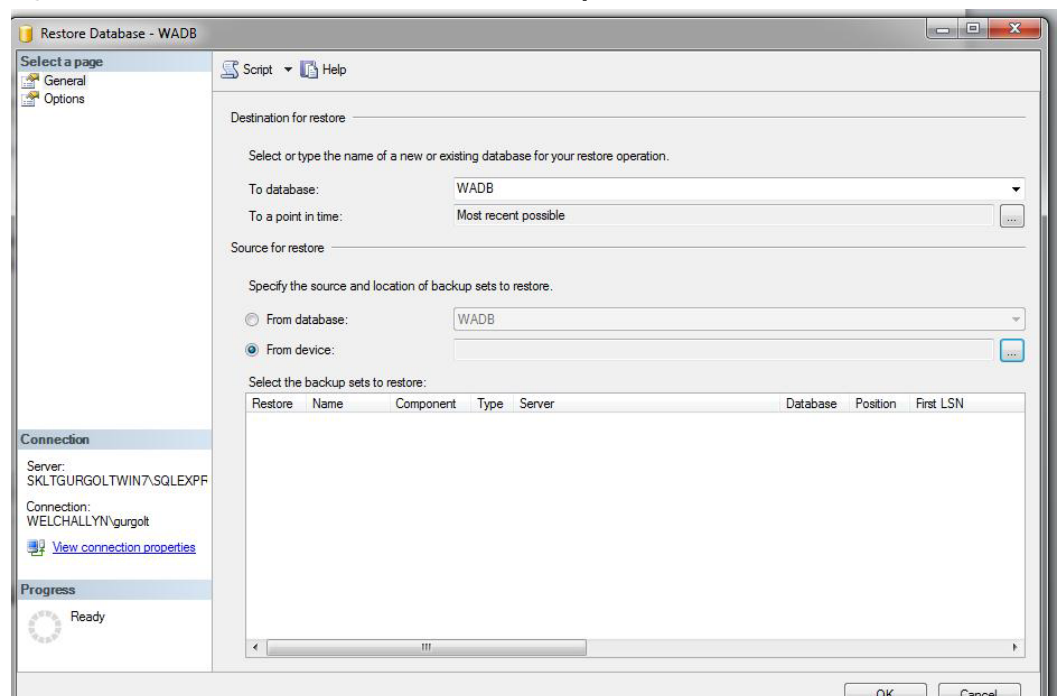 Restore Database - WADB
Select a page
General
Options
Script
Help
Destination for restore
Select or type the name of a new or existing database for your restore operation.
To database:
WADB
To a point in time:
Most recent possible
...
Source for restore
Specify the source and location of backup sets to restore.
From database:
WADB
From device:
...
Select the backup sets to restore:
Restore Name Component Type Server Database Position First LSN
Connection
Server:
SKLTGURGOLTWIN7\SQLEXPR
Connection:
WELCHALLYN\gurgolt
View connection properties
Progress
Ready
OK Cancel